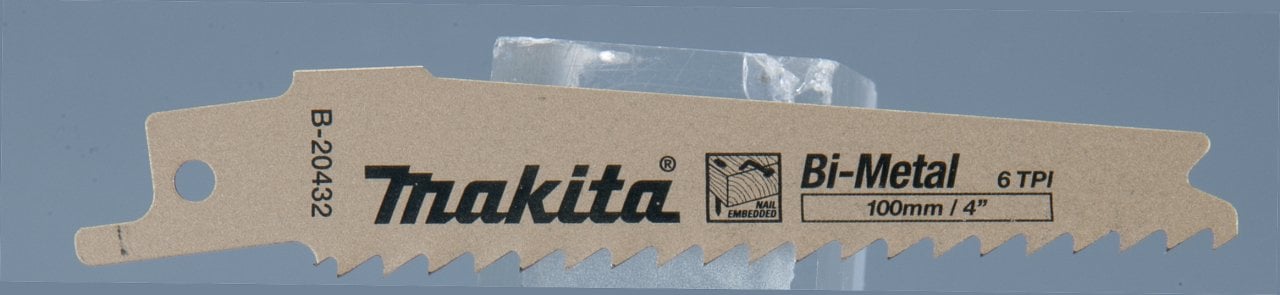 B-20432
makita®
NAIL
EMBEDDED
Bi-Metal 6 TPI
100mm / 4”